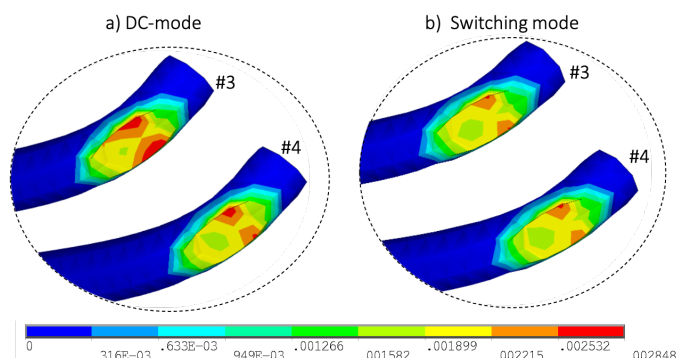 a) DC-mode
b) Switching mode
#3
#3
#4
#4
0 .633E-03 .001266 .001899 .002532
.316E-03 .949E-03 .001582 .002215 .002848